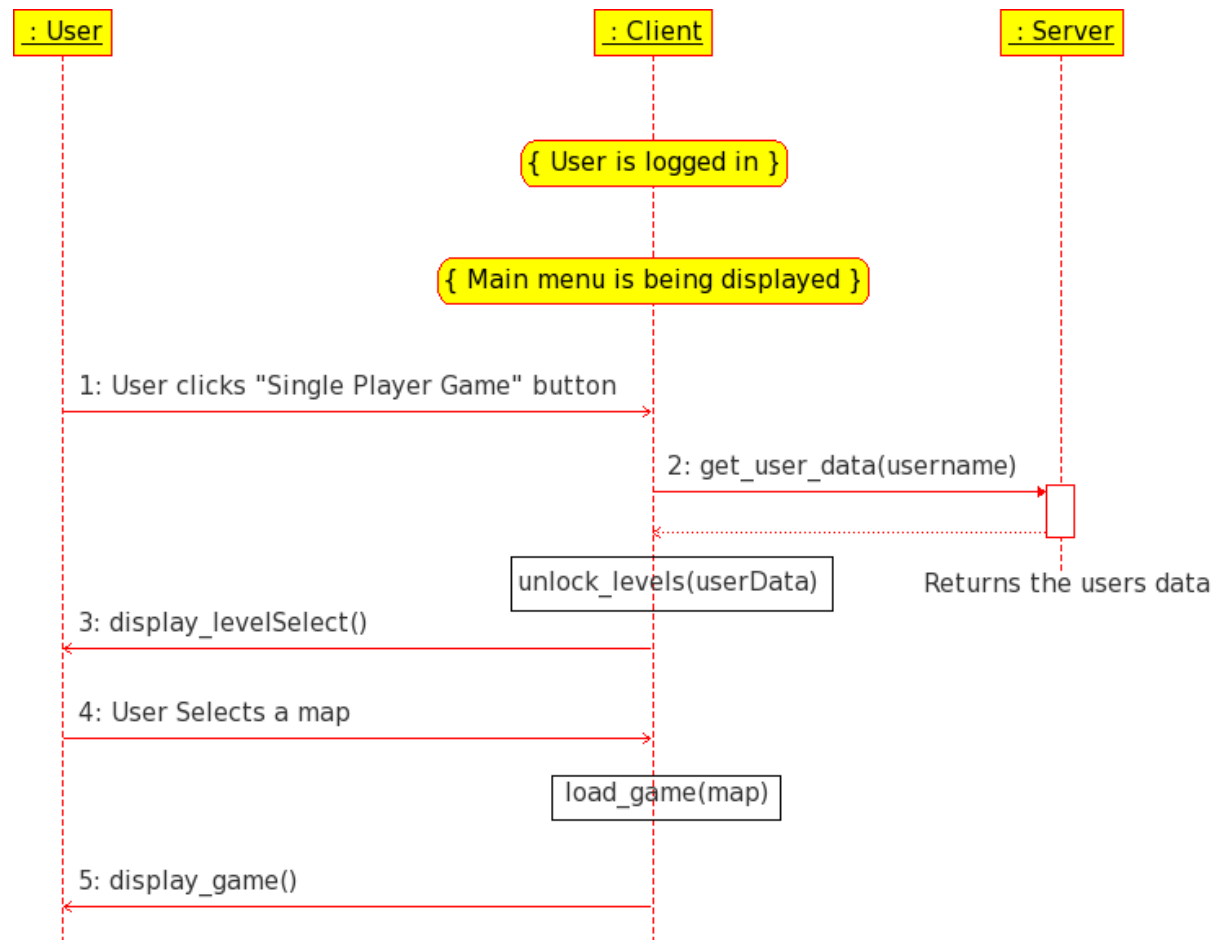 : User
: Client
: Server
{ User is logged in }
{ Main menu is being displayed }
1: User clicks "Single Player Game" button
2: get_user_data(username)
unlock_levels(userData)
Returns the users data
3: display_levelSelect()
4: User Selects a map
load_game(map)
5: display_game()